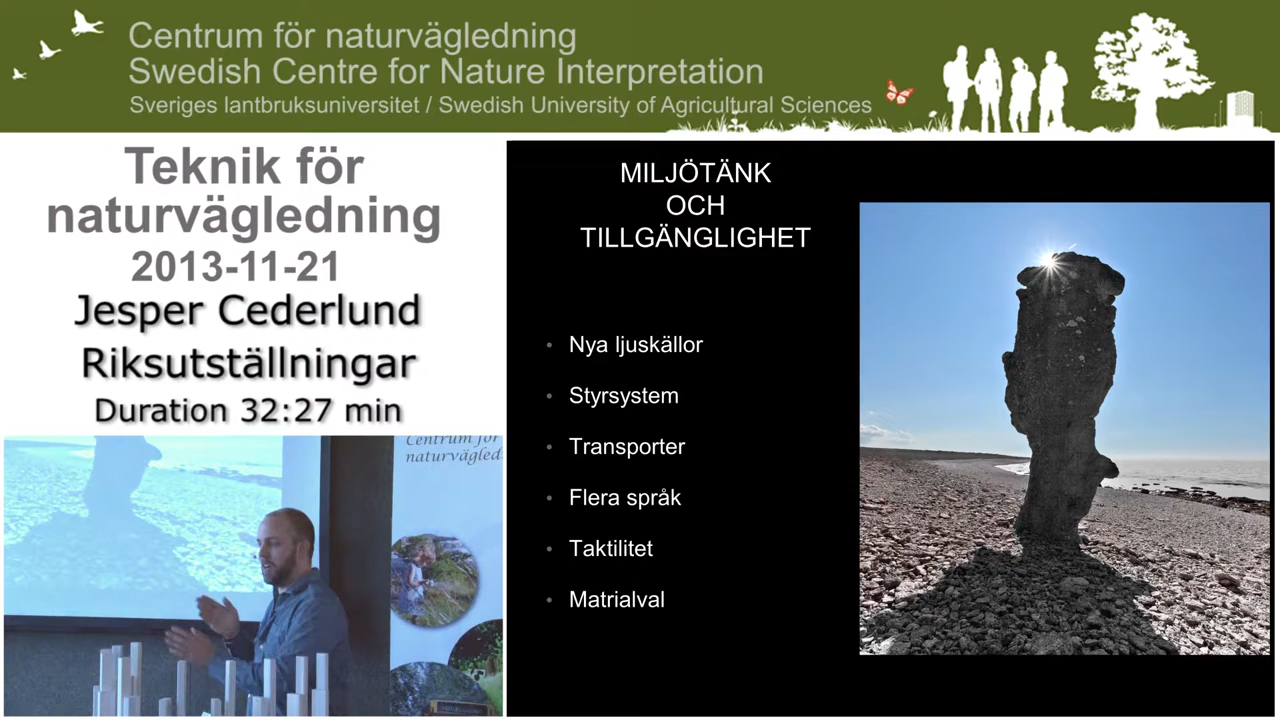 Centrum för naturvägledning
Swedish Centre for Nature Interpretation
Sveriges lantbruksuniversitet / Swedish University of Agricultural Sciences
Teknik för
naturvägledning
2013-11-21
Jesper Cederlund
Riksutställningar
Duration 32:27 min
Centrum för
naturvägled
MILJÖTÄNK
OCH
TILLGÄNGLIGHET
• Nya ljuskällor
• Styrsystem
• Transporter
• Flera språk
• Taktilitet
• Matrialval